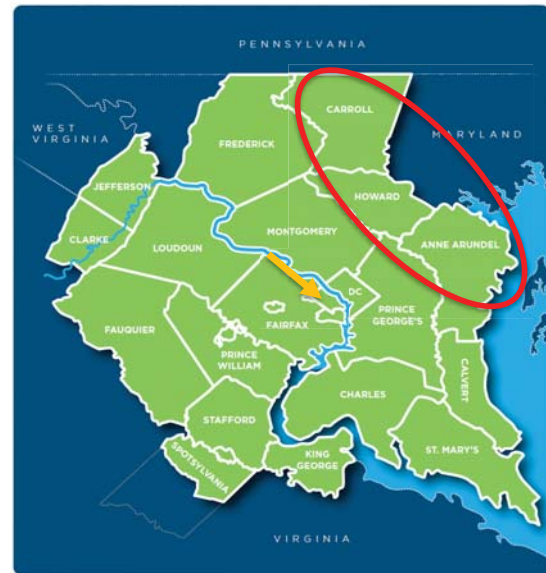 PENNSYLVANIA
CARROLL
WEST
VIRGINIA
MARYLAND
FREDERICK
JEFFERSON
HOWARD
MONTGOMERY
CLARKE
LOUDOUN
ANNE ARUNDEL
DC
PRINCE
GEORGE'S
FAIRFAX
FAUQUIER
PRINCE
WILLIAM
CALVERT
CHARLES
STAFFORD
ST. MARY'S
KING
GEORGE
SPOTSYLVANIA
VIRGINIA